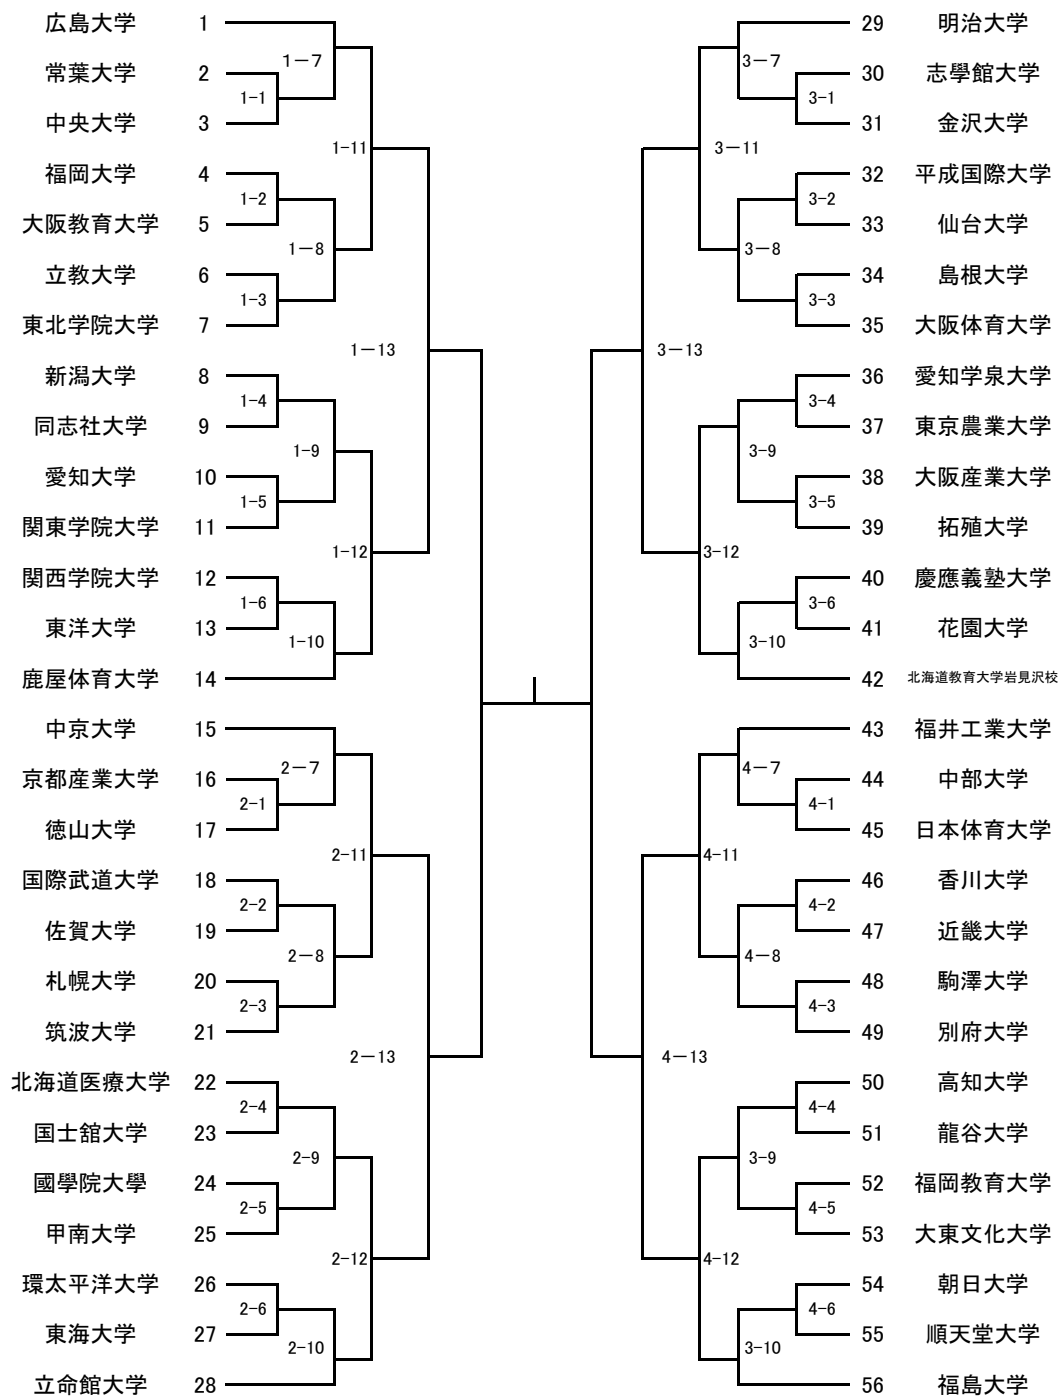 広島大学 1
1－7
常葉大学 2
1-1
中央大学 3
1-11
福岡大学 4
1-2
大阪教育大学 5
1－8
立教大学 6
1-3
東北学院大学 7
1－13
新潟大学 8
1-4
同志社大学 9
1-9
愛知大学 10
1-5
関東学院大学 11
1-12
関西学院大学 12
1-6
東洋大学 13
1-10
鹿屋体育大学 14
中京大学 15
2－7
京都産業大学 16
2-1
徳山大学 17
2-11
国際武道大学 18
2-2
佐賀大学 19
2－8
札幌大学 20
2-3
筑波大学 21
2－13
北海道医療大学 22
2-4
国士舘大学 23
2-9
國學院大學 24
2-5
甲南大学 25
2-12
環太平洋大学 26
2-6
東海大学 27
2-10
立命館大学 28
29 明治大学
3－7
30 志學館大学
3-1
31 金沢大学
3－11
32 平成国際大学
3-2
33 仙台大学
3－8
34 島根大学
3-3
35 大阪体育大学
3－13
36 愛知学泉大学
3-4
37 東京農業大学
3-9
38 大阪産業大学
3-5
39 拓殖大学
3-12
40 慶應義塾大学
3-6
41 花園大学
3-10
42 北海道教育大学岩見沢校
43 福井工業大学
4－7
44 中部大学
4-1
45 日本体育大学
4-11
46 香川大学
4-2
47 近畿大学
4－8
48 駒澤大学
4-3
49 別府大学
4－13
50 高知大学
4-4
51 龍谷大学
3-9
52 福岡教育大学
4-5
53 大東文化大学
4-12
54 朝日大学
4-6
55 順天堂大学
3-10
56 福島大学